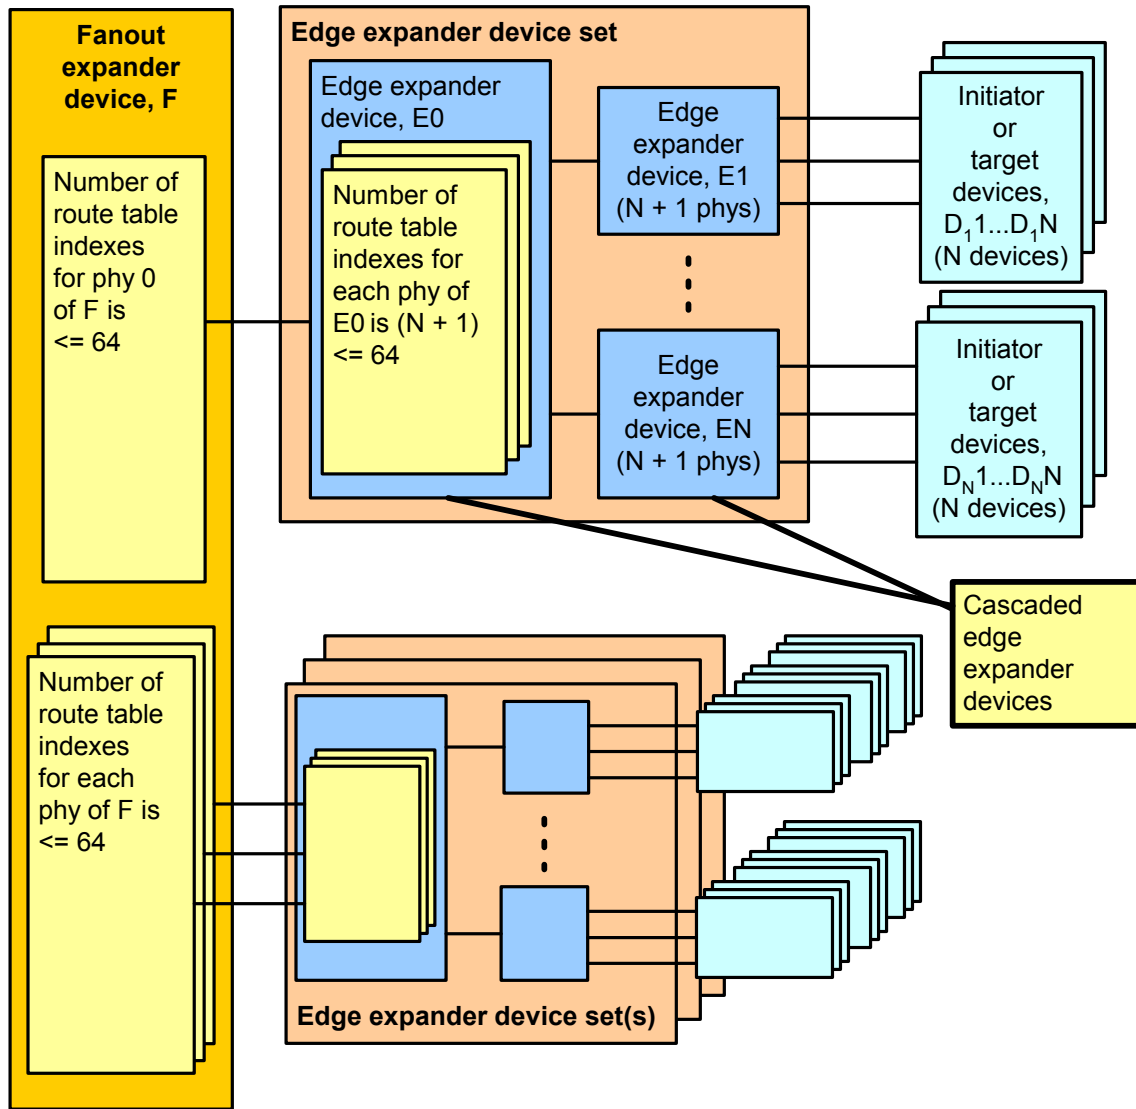 Fanout
expander
device, F
Number of
route table
indexes
for phy 0
of F is
<= 64
Edge expander device set
Edge expander
device, E0
Number of
route table
indexes for
each phy of
E0 is (N + 1)
<= 64
Edge
expander
device, E1
(N + 1 phys)
Edge
expander
device, EN
(N + 1 phys)
Initiator
or
target
devices,
D₁1...D₁N
(N devices)
Initiator
or
target
devices,
D_N1...D_NN
(N devices)
Cascaded
edge
expander
devices
Number of
route table
indexes
for each
phy of F is
<= 64
Edge expander device set(s)